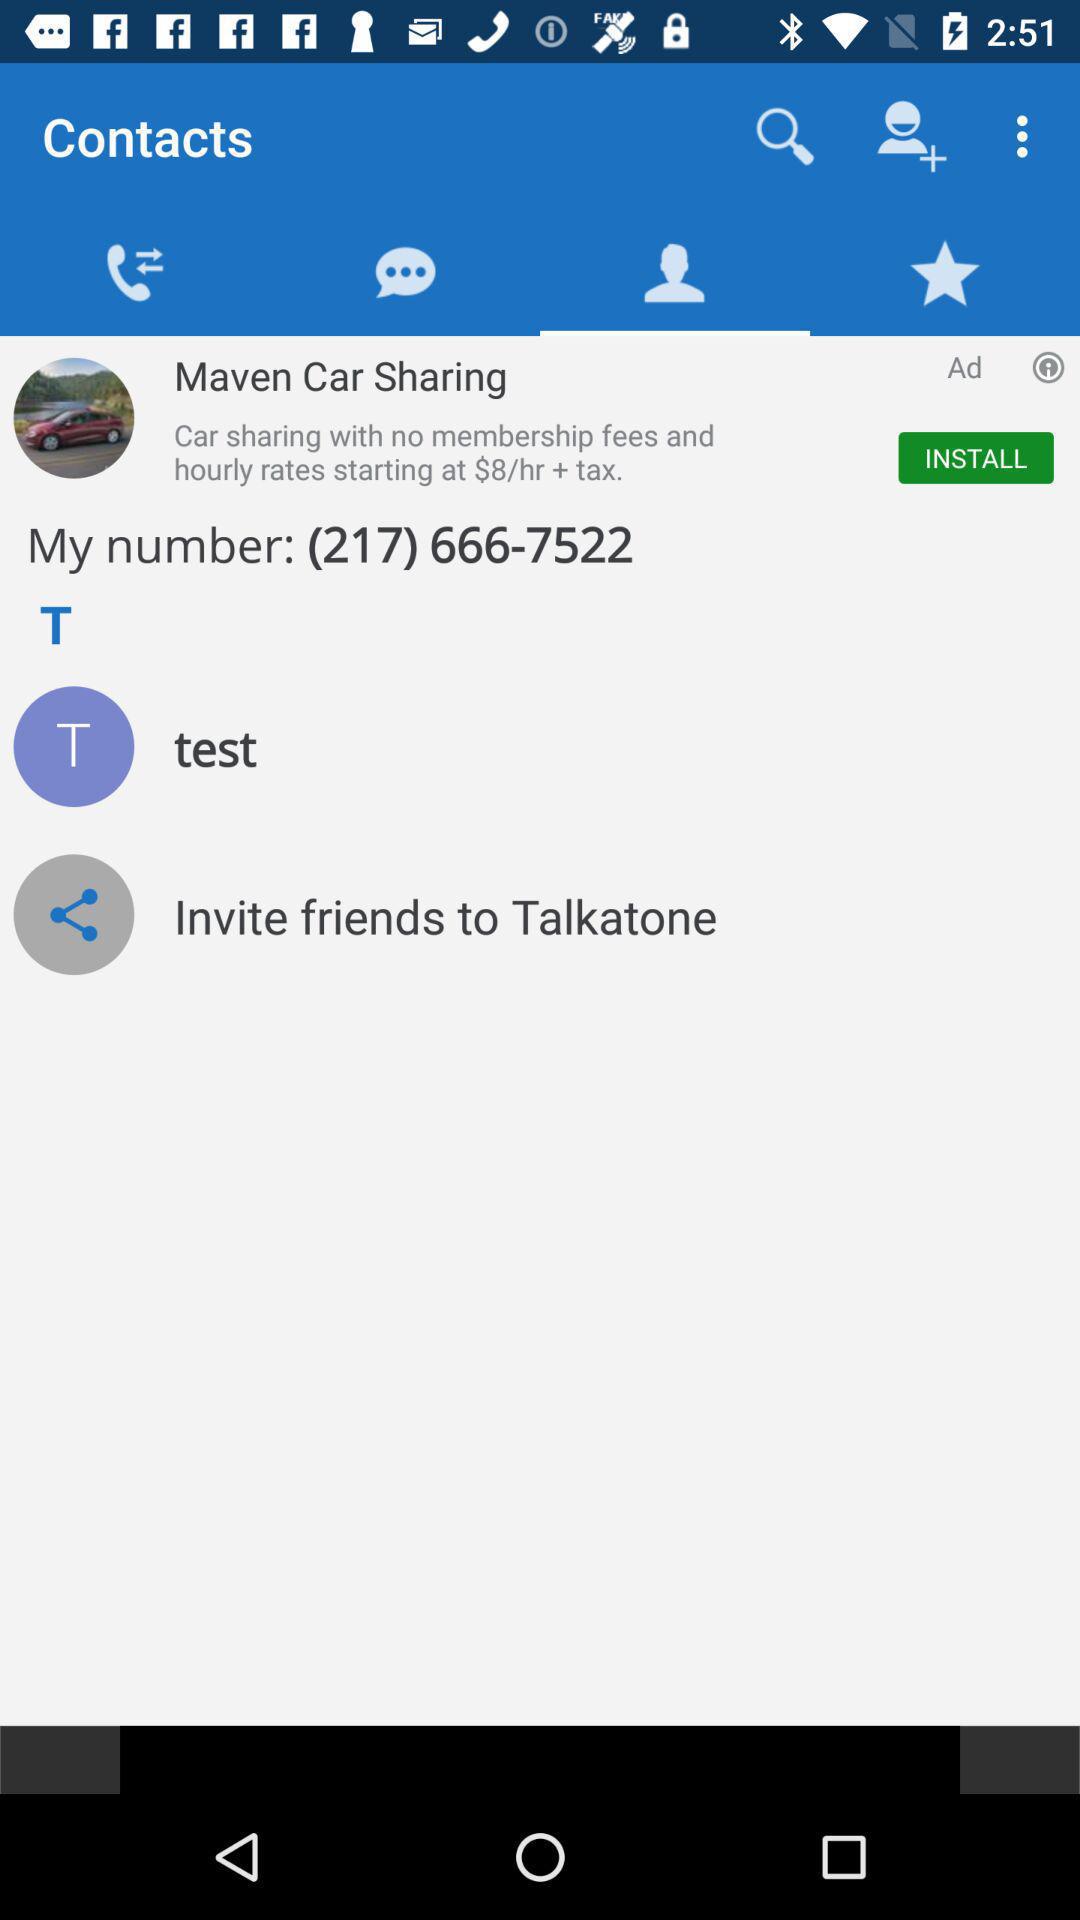 FAKE
2:51
Contacts
Maven Car Sharing
Ad
Car sharing with no membership fees and
hourly rates starting at $8/hr + tax.
INSTALL
My number: (217) 666-7522
T
T
test
Invite friends to Talkatone